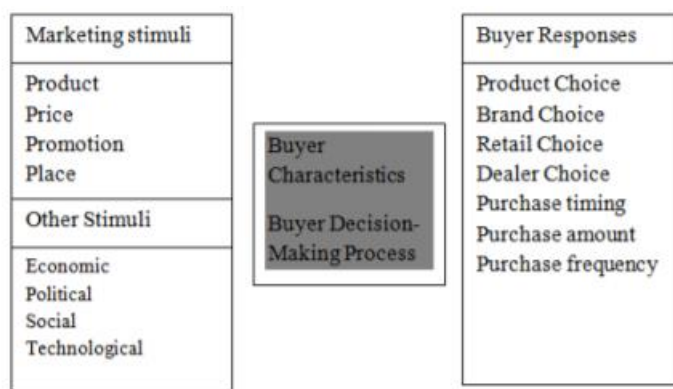 Marketing stimuli
Product
Price
Promotion
Place
Other Stimuli
Economic
Political
Social
Technological
Buyer
Characteristics
Buyer Decision-
Making Process
Buyer Responses
Product Choice
Brand Choice
Retail Choice
Dealer Choice
Purchase timing
Purchase amount
Purchase frequency